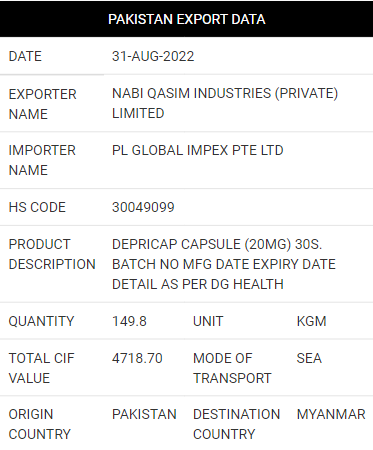 PAKISTAN EXPORT DATA
DATE 31-AUG-2022
EXPORTER NAME NABI QASIM INDUSTRIES (PRIVATE) LIMITED
IMPORTER NAME PL GLOBAL IMPEX PTE LTD
HS CODE 30049099
PRODUCT DESCRIPTION DEPRICAP CAPSULE (20MG) 30S. BATCH NO MFG DATE EXPIRY DATE DETAIL AS PER DG HEALTH
QUANTITY 149.8 UNIT KGM
TOTAL CIF VALUE 4718.70 MODE OF TRANSPORT SEA
ORIGIN COUNTRY PAKISTAN DESTINATION COUNTRY MYANMAR